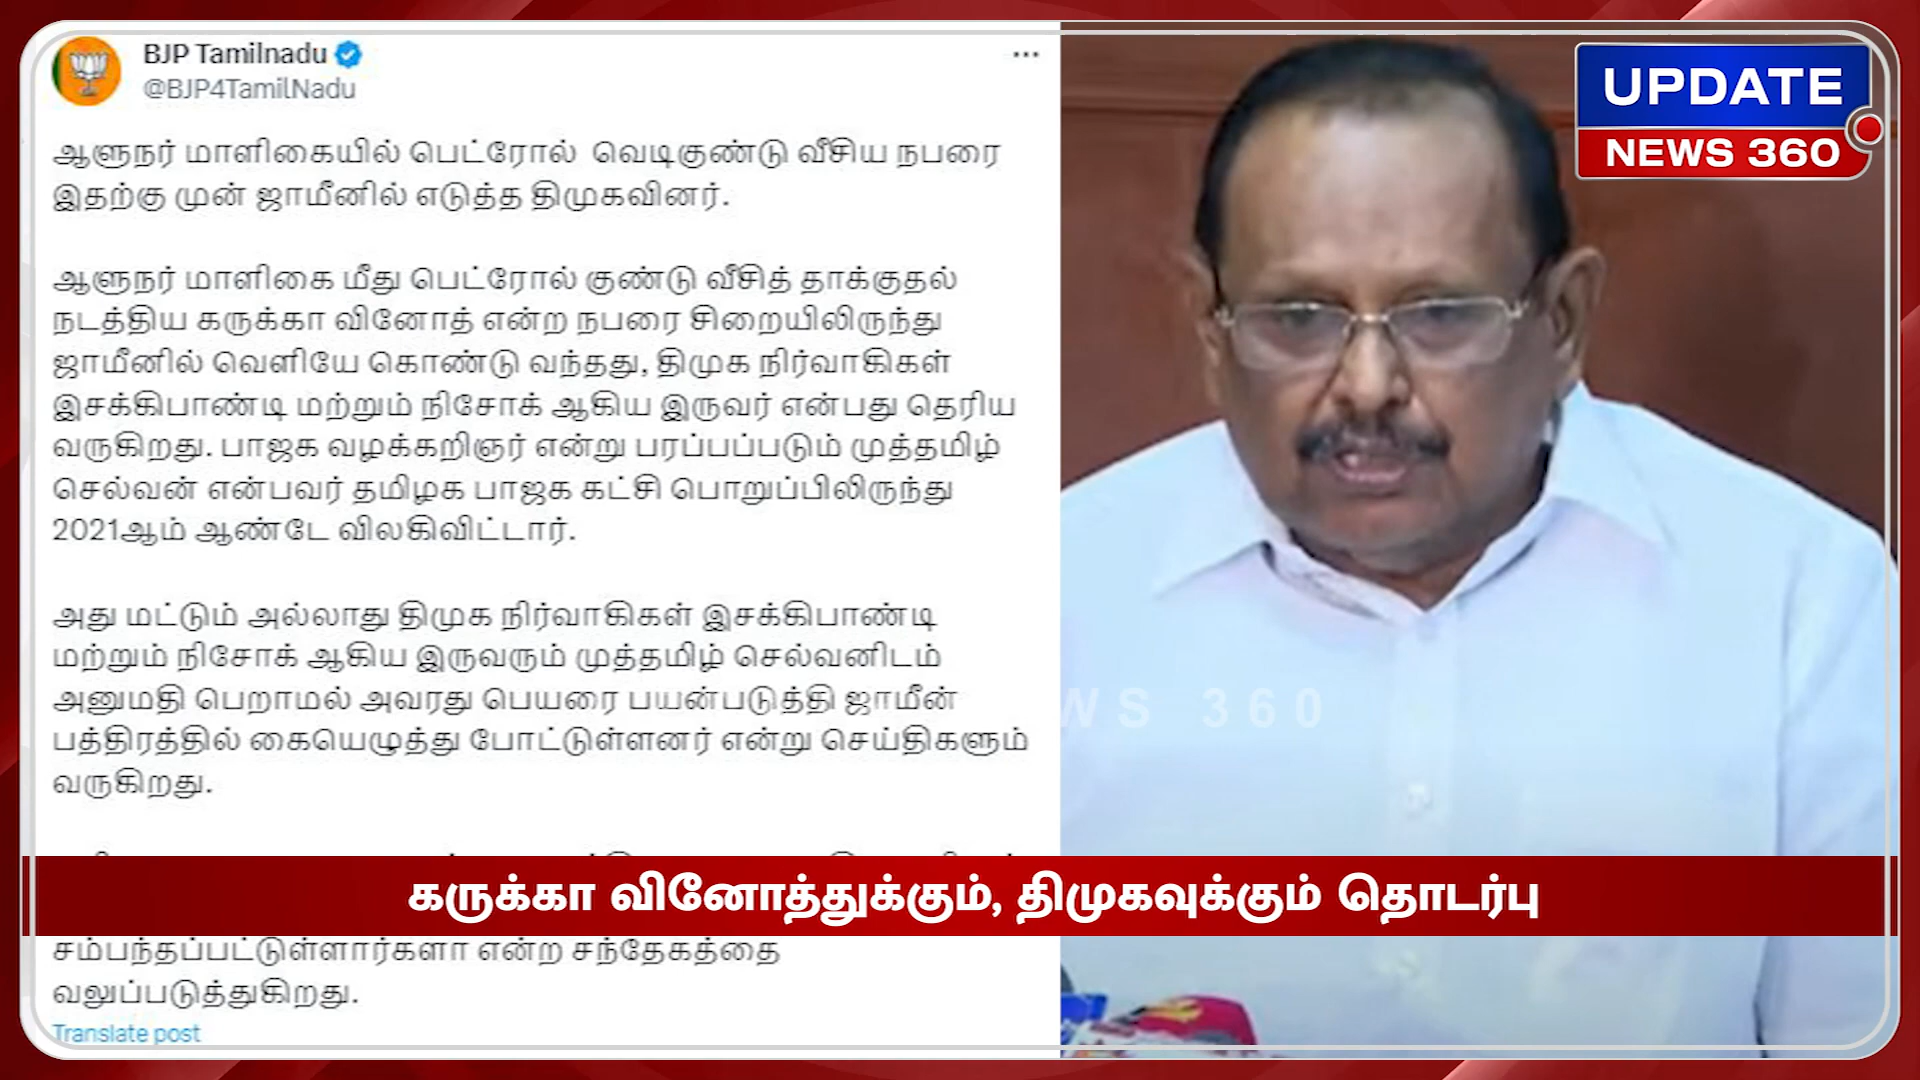 BJP Tamilnadu
@BJP4TamilNadu
ஆளுநர் மாளிகையில் பெட்ரோல் வெடிகுண்டு வீசிய நபரை
இதற்கு முன் ஜாமீனில் எடுத்த திமுகவினர்.
ஆளுநர் மாளிகை மீது பெட்ரோல் குண்டு வீசித் தாக்குதல்
நடத்திய கருக்கா வினோத் என்ற நபரை சிறையிலிருந்து
ஜாமீனில் வெளியே கொண்டு வந்தது, திமுக நிர்வாகிகள்
இசக்கிபாண்டி மற்றும் நிசோக் ஆகிய இருவர் என்பது தெரிய
வருகிறது. பாஜக வழக்கறிஞர் என்று பரப்பப்படும் முத்தமிழ்
செல்வன் என்பவர் தமிழக பாஜக கட்சி பொறுப்பிலிருந்து
2021ஆம் ஆண்டே விலகிவிட்டார்.
அது மட்டும் அல்லாது திமுக நிர்வாகிகள் இசக்கிபாண்டி
மற்றும் நிசோக் ஆகிய இருவரும் முத்தமிழ் செல்வனிடம்
அனுமதி பெறாமல் அவரது பெயரை பயன்படுத்தி ஜாமீன்
பத்திரத்தில் கையெழுத்து போட்டுள்ளனர் என்று செய்திகளும்
வருகிறது.
கருக்கா வினோத்துக்கும், திமுகவுக்கும் தொடர்பு
சம்பந்தப்பட்டுள்ளார்களா என்ற சந்தேகத்தை
வலுப்படுத்துகிறது.
Translate post
UPDATE
NEWS 360
WS 360